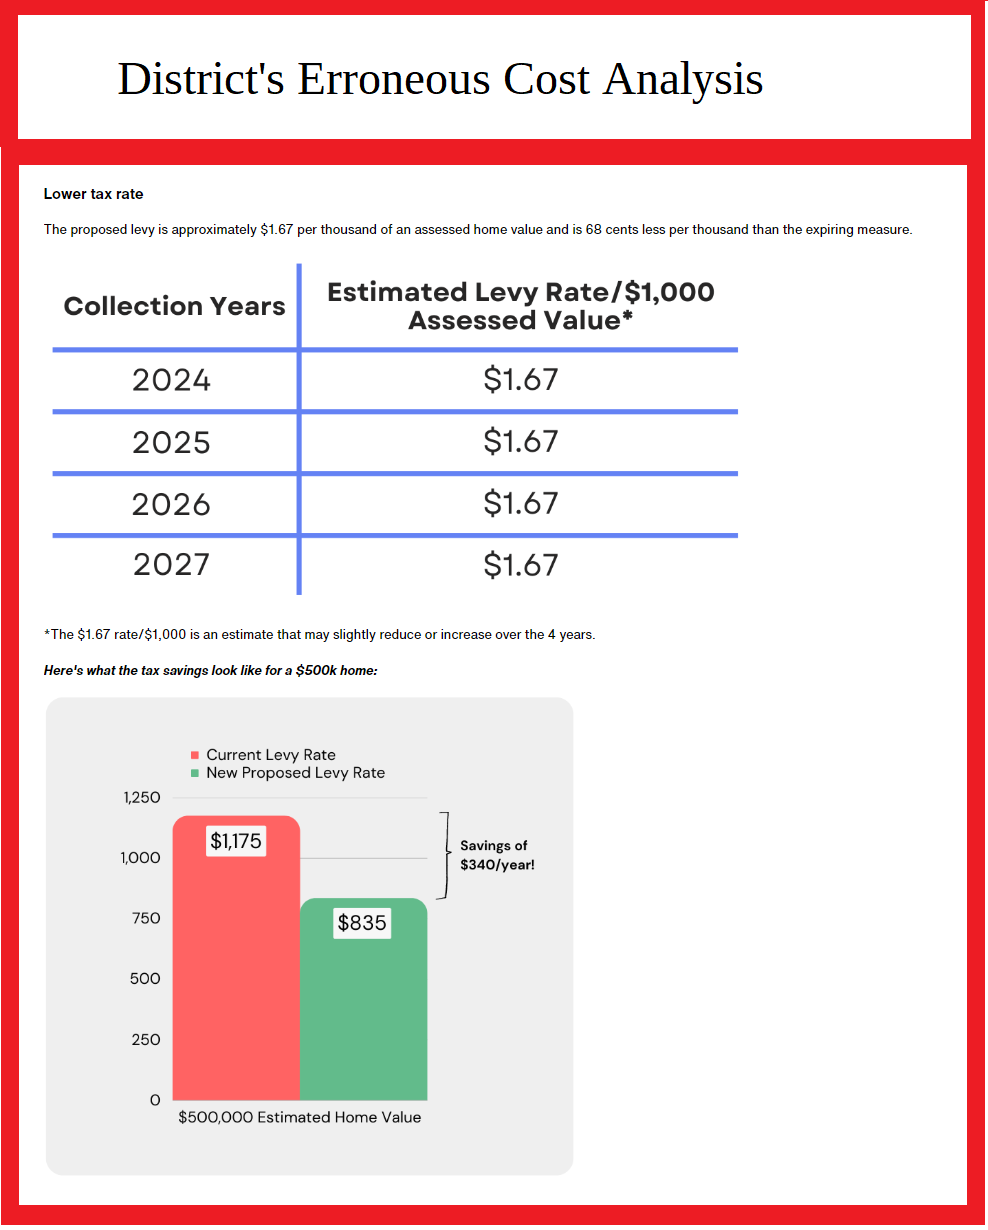 District's Erroneous Cost Analysis
Lower tax rate
The proposed levy is approximately $1.67 per thousand of an assessed home value and is 68 cents less per thousand than the expiring measure.
Collection Years
Estimated Levy Rate/$1,000
Assessed Value*
2024 $1.67
2025 $1.67
2026 $1.67
2027 $1.67
*The $1.67 rate/$1,000 is an estimate that may slightly reduce or increase over the 4 years.
Here's what the tax savings look like for a $500k home:
Current Levy Rate
New Proposed Levy Rate
1,250
1,000
750
500
250
0
$1,175
$835
Savings of
$340/year!
$500,000 Estimated Home Value